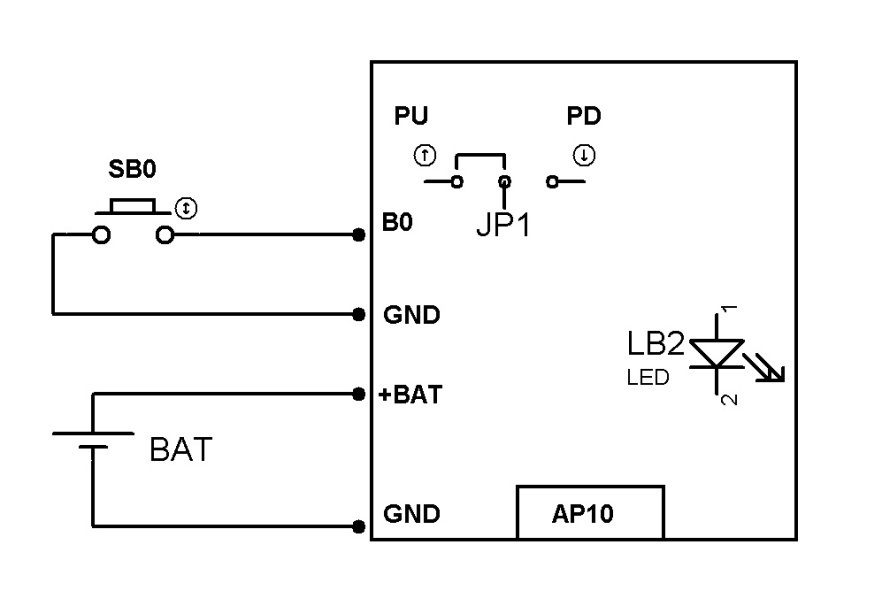 PU PD
SB0
B0
JP1
GND
1
LB2
LED
2
+BAT
BAT
GND
AP10